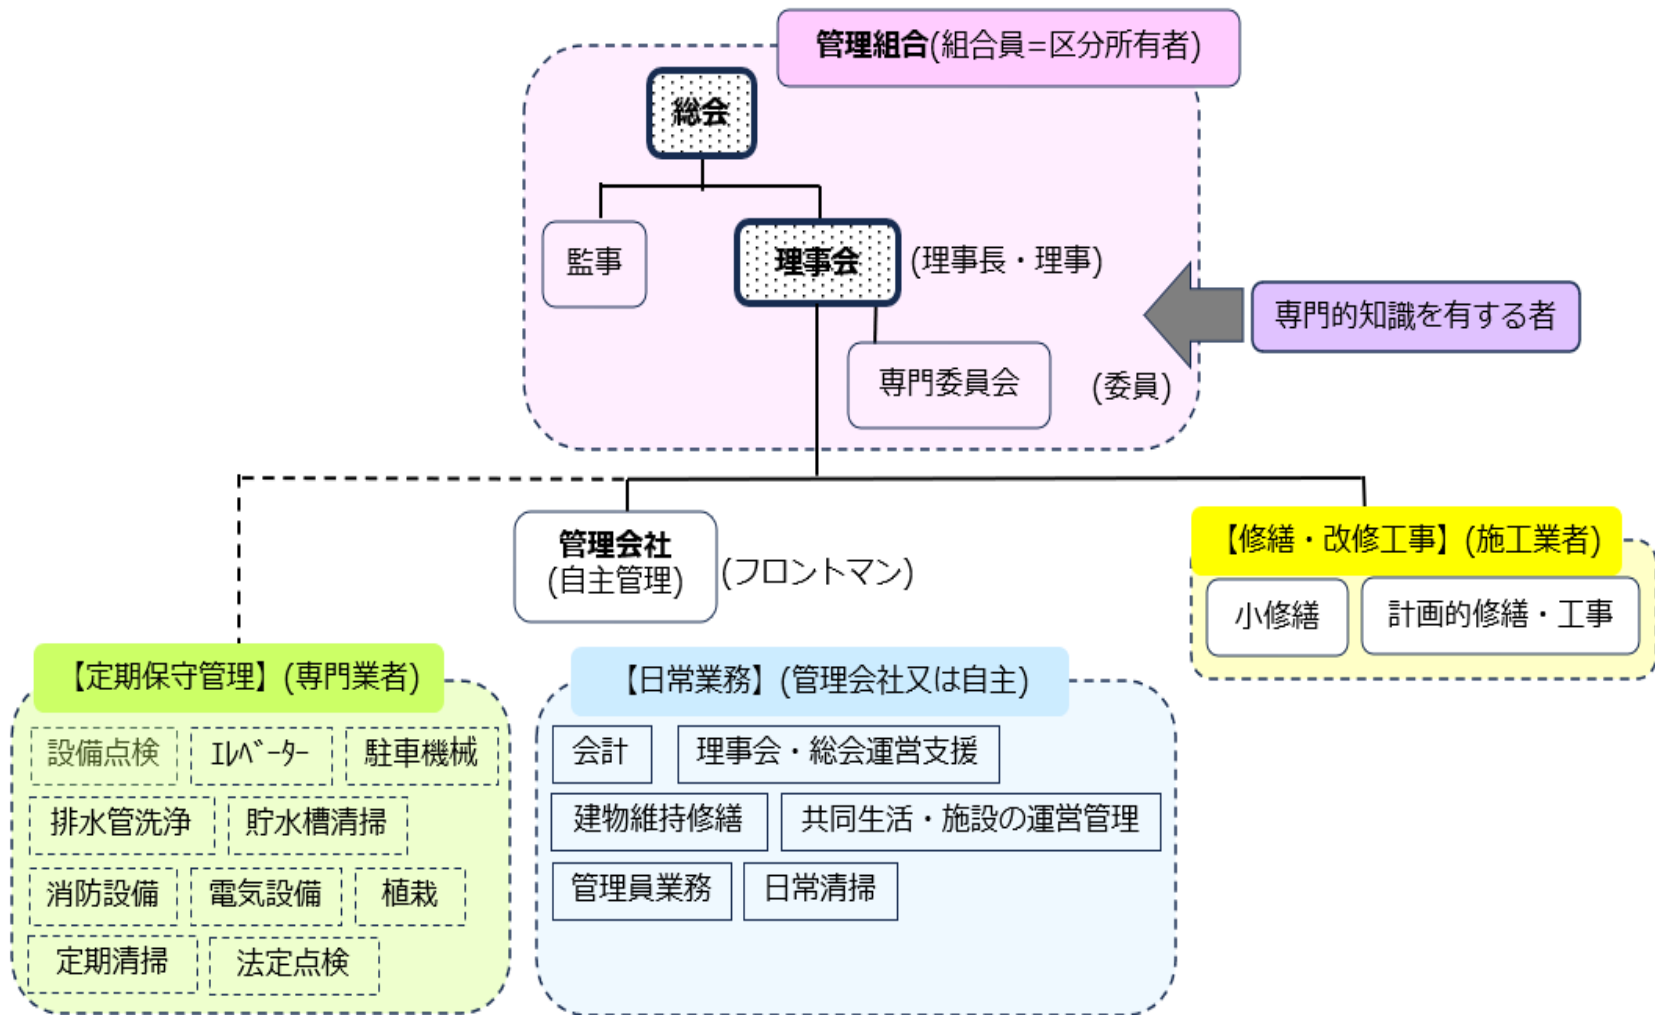 管理組合(組合員=区分所有者)
総会
監事
理事会
(理事長・理事)
専門的知識を有する者
専門委員会
(委員)
管理会社
(自主管理)
(フロントマン)
【修繕・改修工事】(施工業者)
小修繕
計画的修繕・工事
【定期保守管理】(専門業者)
設備点検
ｴﾚﾍﾞｰﾀｰ
駐車機械
排水管洗浄
貯水槽清掃
消防設備
電気設備
植栽
定期清掃
法定点検
【日常業務】(管理会社又は自主)
会計
理事会・総会運営支援
建物維持修繕
共同生活・施設の運営管理
管理員業務
日常清掃